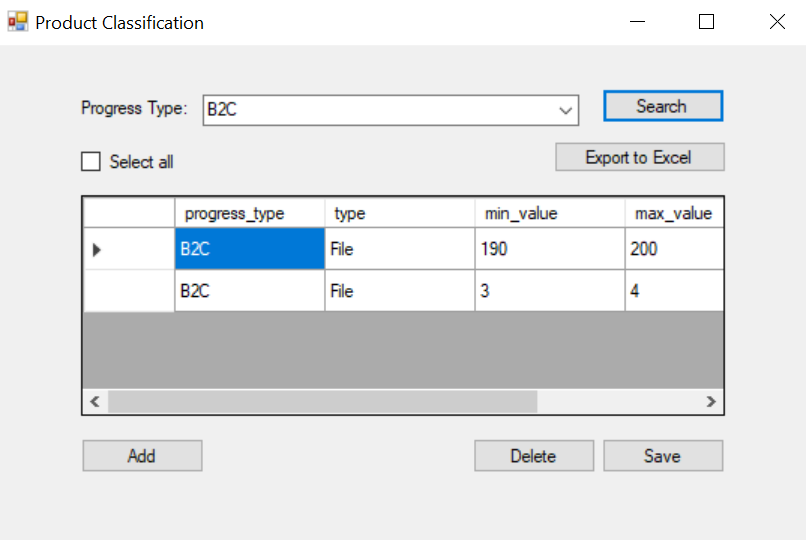 Product Classification
Progress Type: B2C Search
Select all Export to Excel
progress_type type min_value max_value
B2C File 190 200
B2C File 3 4
Add Delete Save